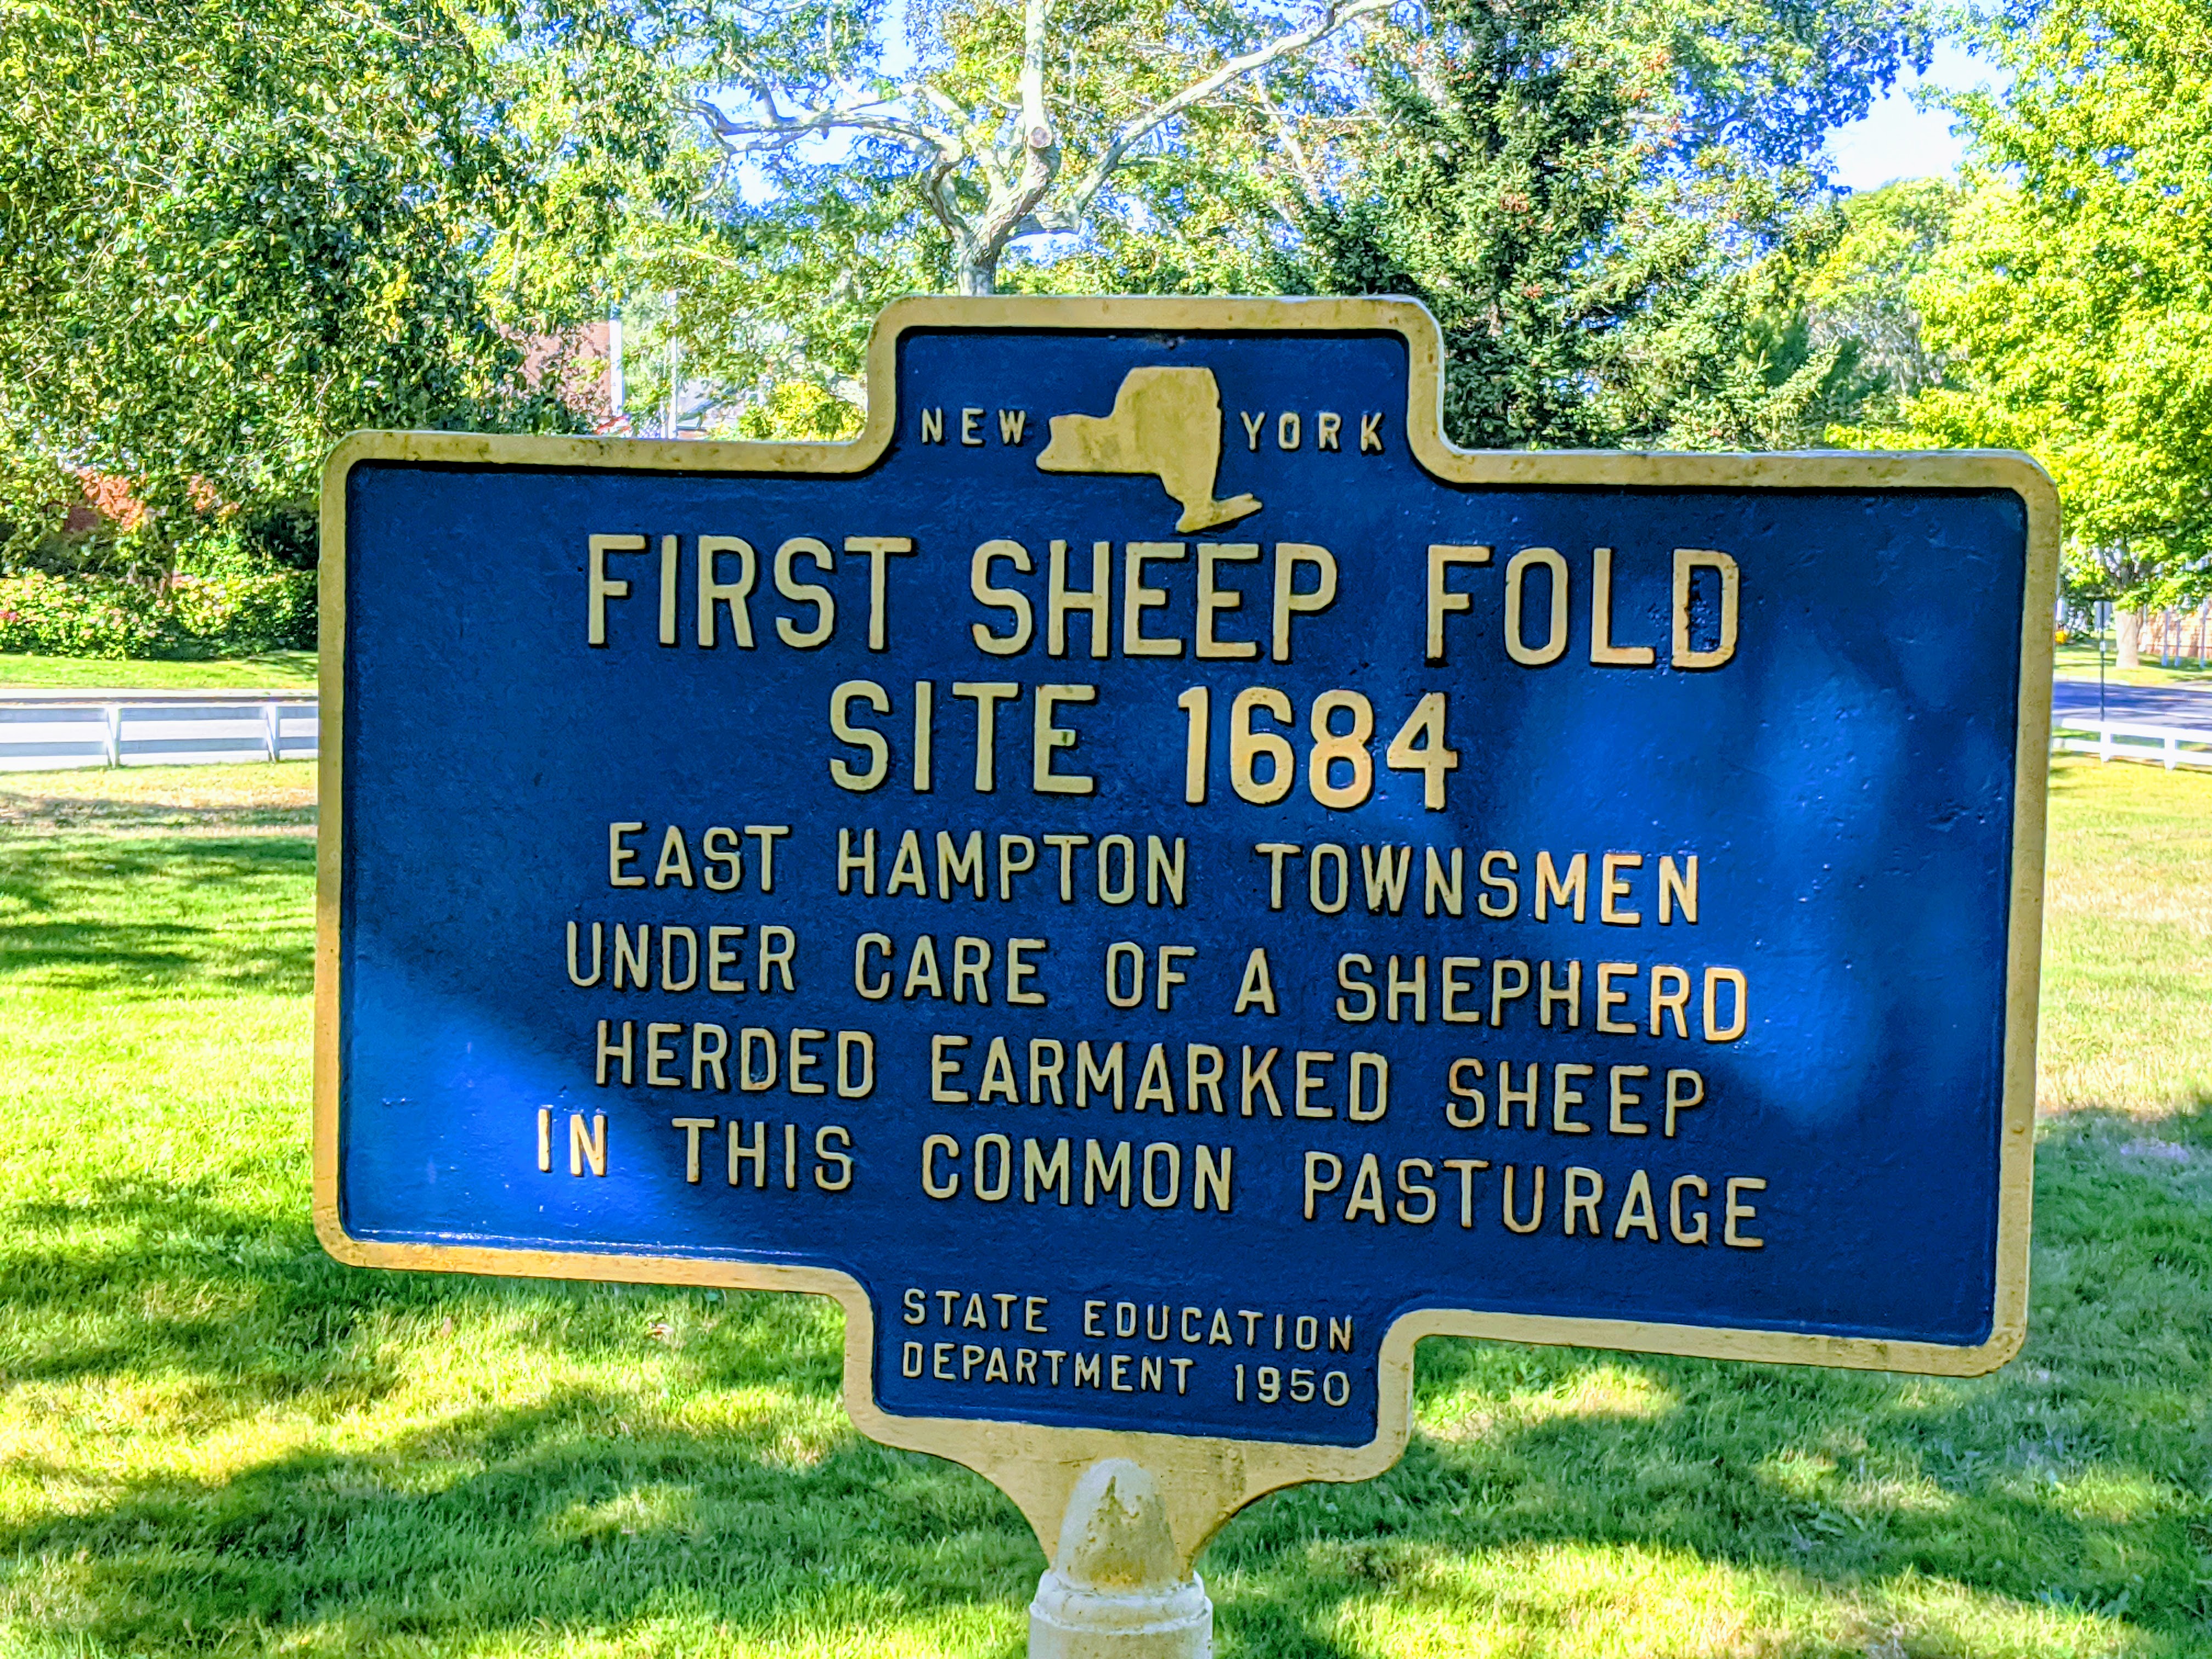 NEW YORK
FIRST SHEEP FOLD
SITE 1684
EAST HAMPTON TOWNSMEN
UNDER CARE OF A SHEPHERD
HERDED EARMARKED SHEEP
IN THIS COMMON PASTURAGE
STATE EDUCATION
DEPARTMENT 1950